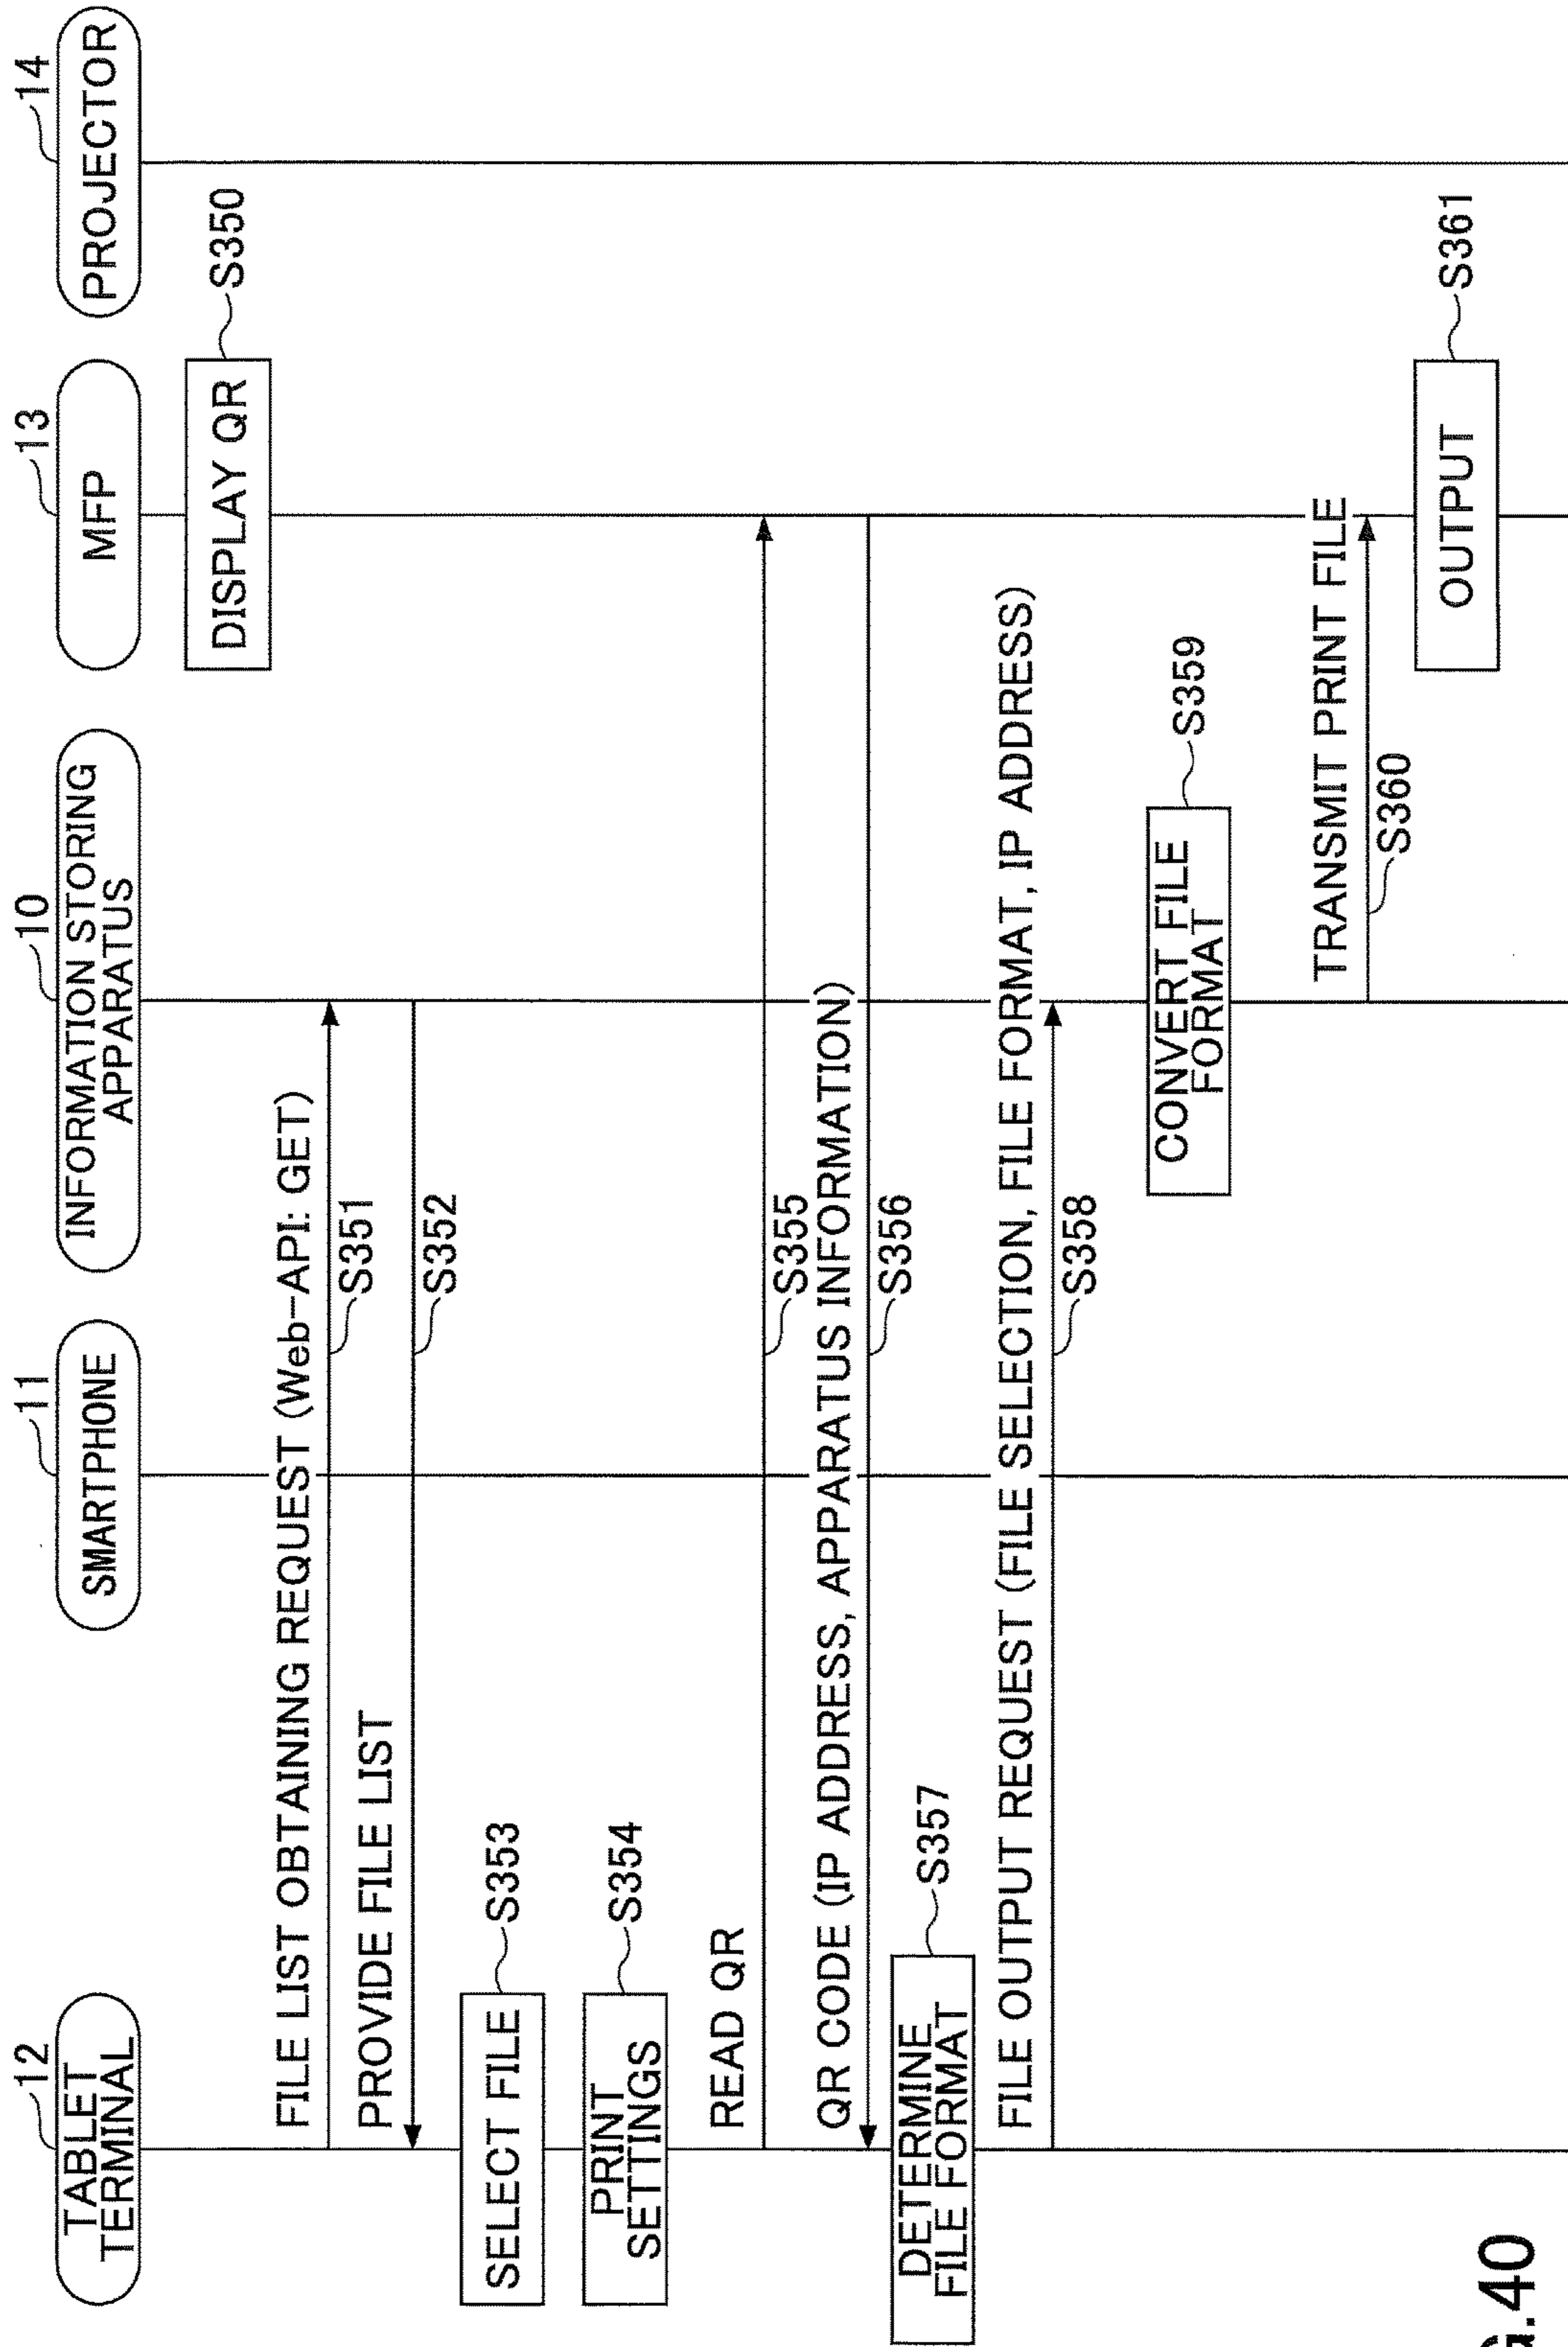 12
TABLET
TERMINAL
11
SMARTPHONE
10
INFORMATION STORING
APPARATUS
13
MFP
14
PROJECTOR
DISPLAY QR
S350
FILE LIST OBTAINING REQUEST (Web-API: GET)
S351
PROVIDE FILE LIST
S352
SELECT FILE
S353
PRINT
SETTINGS
S354
READ QR
S355
QR CODE (IP ADDRESS, APPARATUS INFORMATION)
S356
DETERMINE
FILE FORMAT
S357
FILE OUTPUT REQUEST (FILE SELECTION, FILE FORMAT, IP ADDRESS)
S358
CONVERT FILE
FORMAT
S359
TRANSMIT PRINT FILE
S360
OUTPUT
S361
G.40